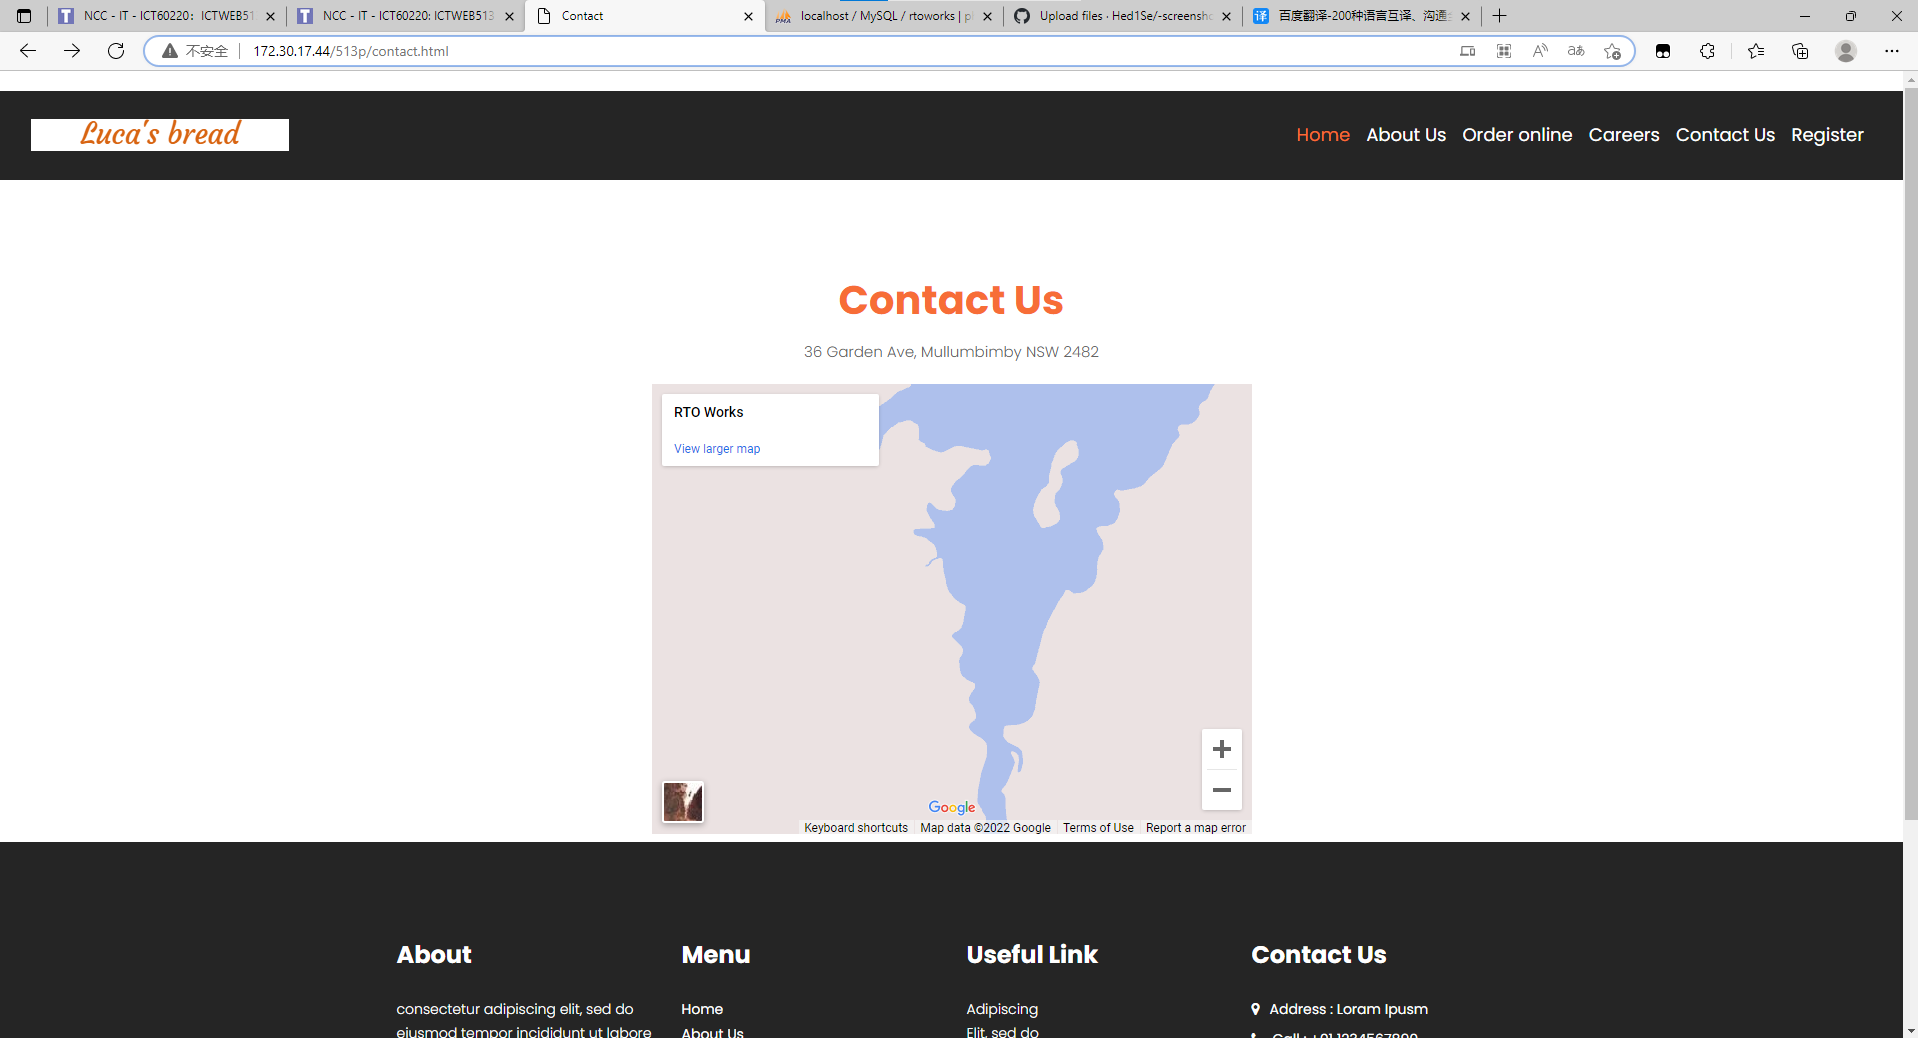 NCC - IT - ICT60220: ICTWEB51
NCC - IT - ICT60220: ICTWEB513
Contact
localhost / MySQL / rtoworks | p
Upload files · Hed1Se/-screensh
百度翻译-200种语言互译、沟通
不安全
172.30.17.44/513p/contact.html
Luca's bread
Home
About Us
Order online
Careers
Contact Us
Register
Contact Us
36 Garden Ave, Mullumbimby NSW 2482
RTO Works
View larger map
Google
Keyboard shortcuts
Map data ©2022 Google
Terms of Use
Report a map error
About
Menu
Useful Link
Contact Us
consectetur adipiscing elit, sed do
Home
Adipiscing
Address : Loram Ipusm
eiusmod tempor incididunt ut labore
About Us
Elit, sed do
Call : +01 1234567890